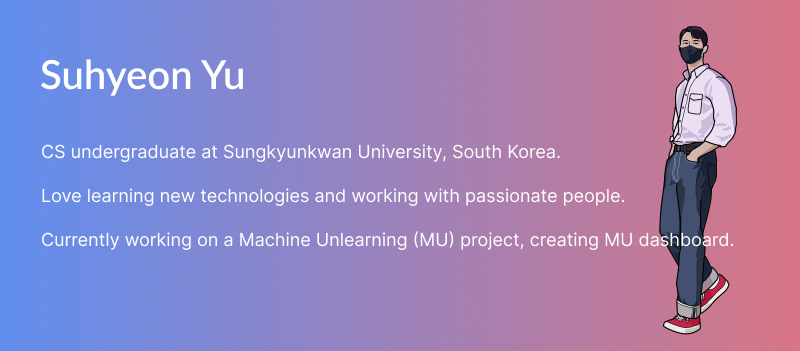 Suhyeon Yu
CS undergraduate at Sungkyunkwan University, South Korea.
Love learning new technologies and working with passionate people.
Currently working on a Machine Unlearning (MU) project, creating MU dashboard.